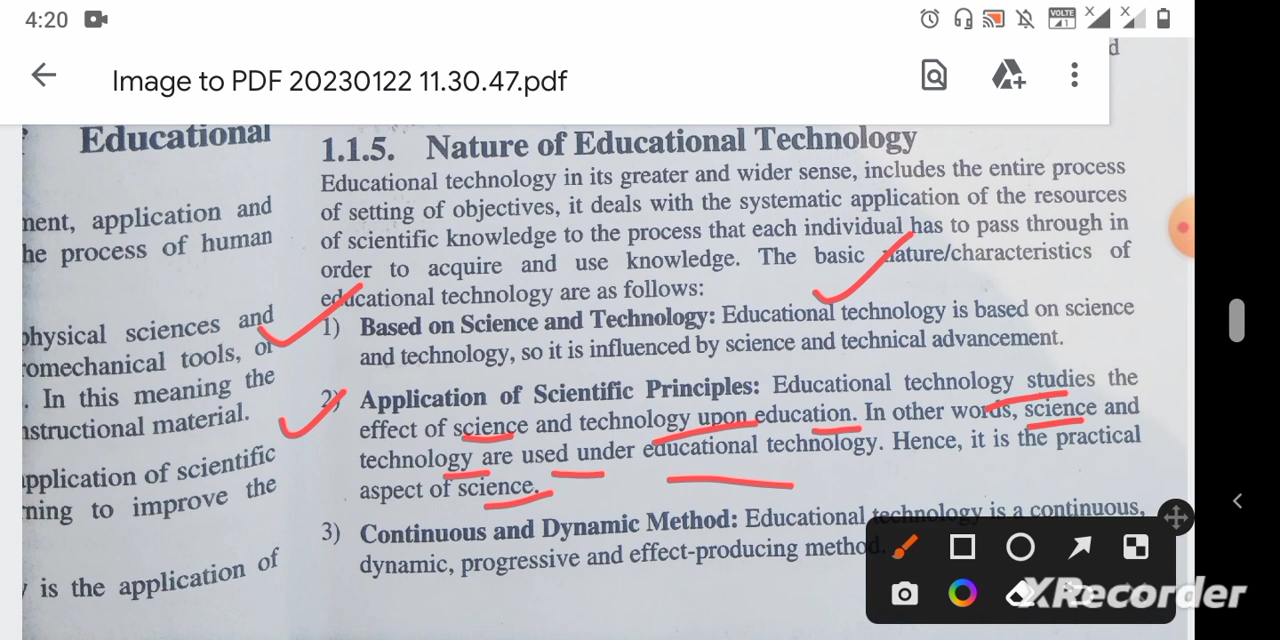 4:20
VOLTE
Image to PDF 20230122 11.30.47.pdf
d
Educational
ment, application and
he process of human
physical sciences and
romechanical tools, or
. In this meaning the
nstructional material.
application of scientific
rning to improve the
is the application of
1.1.5. Nature of Educational Technology
Educational technology in its greater and wider sense, includes the entire process
of setting of objectives, it deals with the systematic application of the resources
of scientific knowledge to the process that each individual has to pass through in
order to acquire and use knowledge. The basic nature/characteristics of
educational technology are as follows:
1) Based on Science and Technology: Educational technology is based on science
and technology, so it is influenced by science and technical advancement.
2) Application of Scientific Principles: Educational technology studies the
effect of science and technology upon education. In other words, science and
technology are used under educational technology. Hence, it is the practical
aspect of science.
3) Continuous and Dynamic Method: Educational technology is a continuous,
dynamic, progressive and effect-producing method.
XRecorder